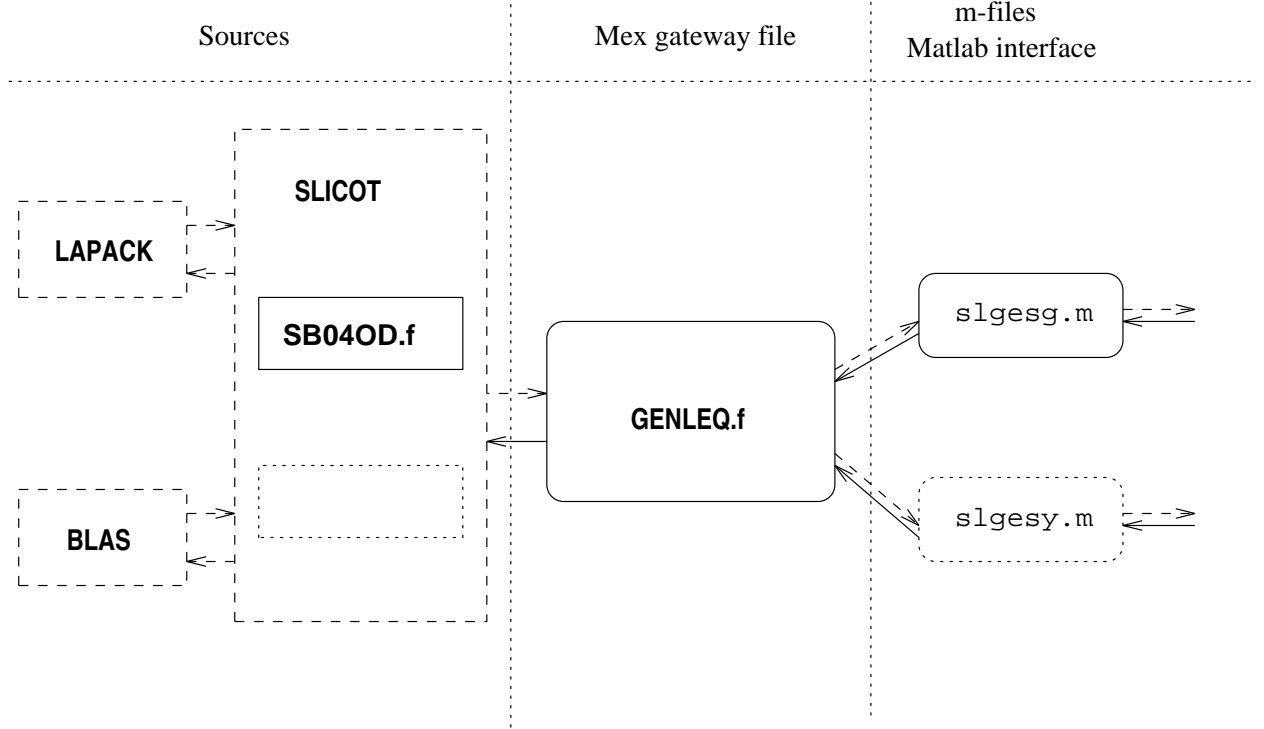 Sources
Mex gateway file
m-files
Matlab interface
SLICOT
LAPACK
SB04OD.f
BLAS
GENLEQ.f
slgesg.m
slgesy.m